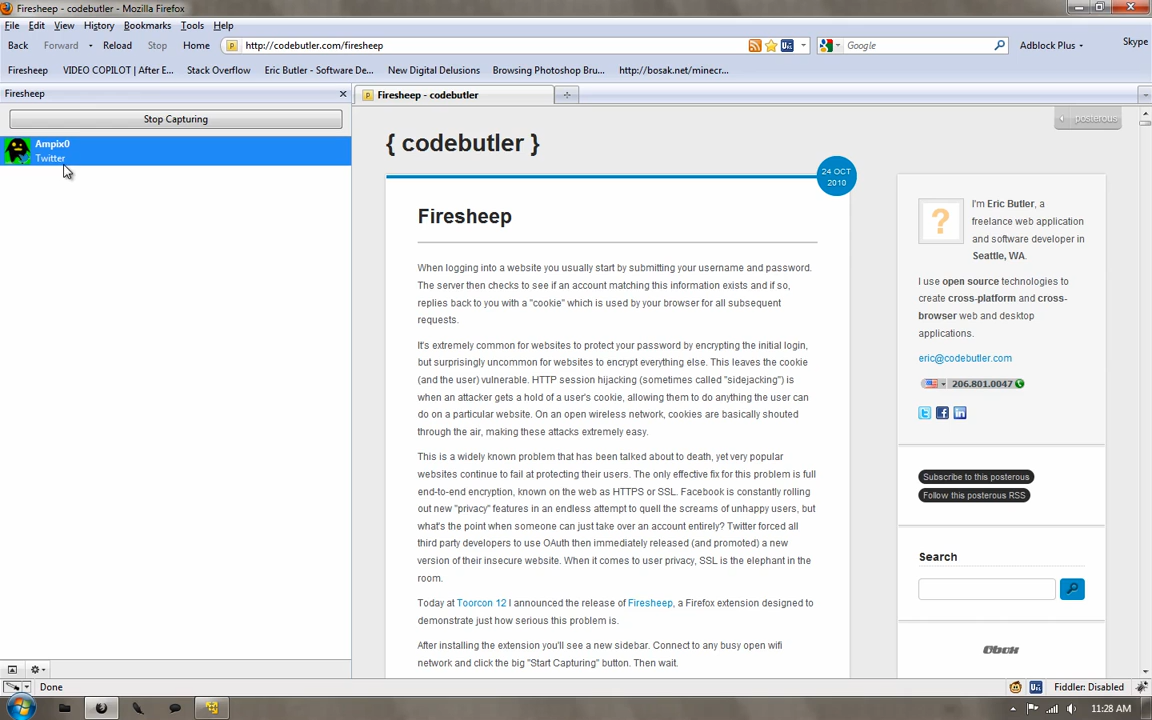 Firesheep - codebutler - Mozilla Firefox
File Edit View History Bookmarks Tools Help
Back Forward Reload Stop Home http://codebutler.com/firesheep Google Adblock Plus Skype
Firesheep VIDEO COPILOT | After E... Stack Overflow Eric Butler - Software De... New Digital Delusions Browsing Photoshop Bru... http://bosak.net/minecr...
Firesheep
Stop Capturing
Ampix0
Twitter
Firesheep - codebutler
posterous
{ codebutler }
24 OCT
2010
Firesheep
When logging into a website you usually start by submitting your username and password.
The server then checks to see if an account matching this information exists and if so,
replies back to you with a "cookie" which is used by your browser for all subsequent
requests.
It's extremely common for websites to protect your password by encrypting the initial login,
but surprisingly uncommon for websites to encrypt everything else. This leaves the cookie
(and the user) vulnerable. HTTP session hijacking (sometimes called "sidejacking") is
when an attacker gets a hold of a user's cookie, allowing them to do anything the user can
do on a particular website. On an open wireless network, cookies are basically shouted
through the air, making these attacks extremely easy.
This is a widely known problem that has been talked about to death, yet very popular
websites continue to fail at protecting their users. The only effective fix for this problem is full
end-to-end encryption, known on the web as HTTPS or SSL. Facebook is constantly rolling
out new "privacy" features in an endless attempt to quell the screams of unhappy users, but
what's the point when someone can just take over an account entirely? Twitter forced all
third party developers to use OAuth then immediately released (and promoted) a new
version of their insecure website. When it comes to user privacy, SSL is the elephant in the
room.
Today at Toorcon 12 I announced the release of Firesheep, a Firefox extension designed to
demonstrate just how serious this problem is.
After installing the extension you'll see a new sidebar. Connect to any busy open wifi
network and click the big "Start Capturing" button. Then wait.
I'm Eric Butler, a
freelance web application
and software developer in
Seattle, WA.
I use open source technologies to
create cross-platform and cross-
browser web and desktop
applications.
eric@codebutler.com
206.801.0047
Subscribe to this posterous
Follow this posterous RSS
Search
Obox
Done
Fiddler: Disabled
11:28 AM